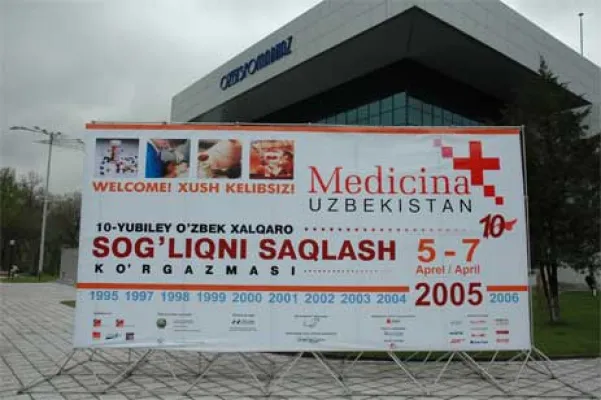 O'ZEKSPOMARKAZ
WELCOME! XUSH KELIBSIZ!
Medicina
UZBEKISTAN
10
10-YUBILEY O'ZBEK XALQARO
SOG'LIQNI SAQLASH
KO'RGAZMASI
5 - 7
Aprel / April
1995 1997 1998 1999 2000 2001 2002 2003 2004 2005 2006